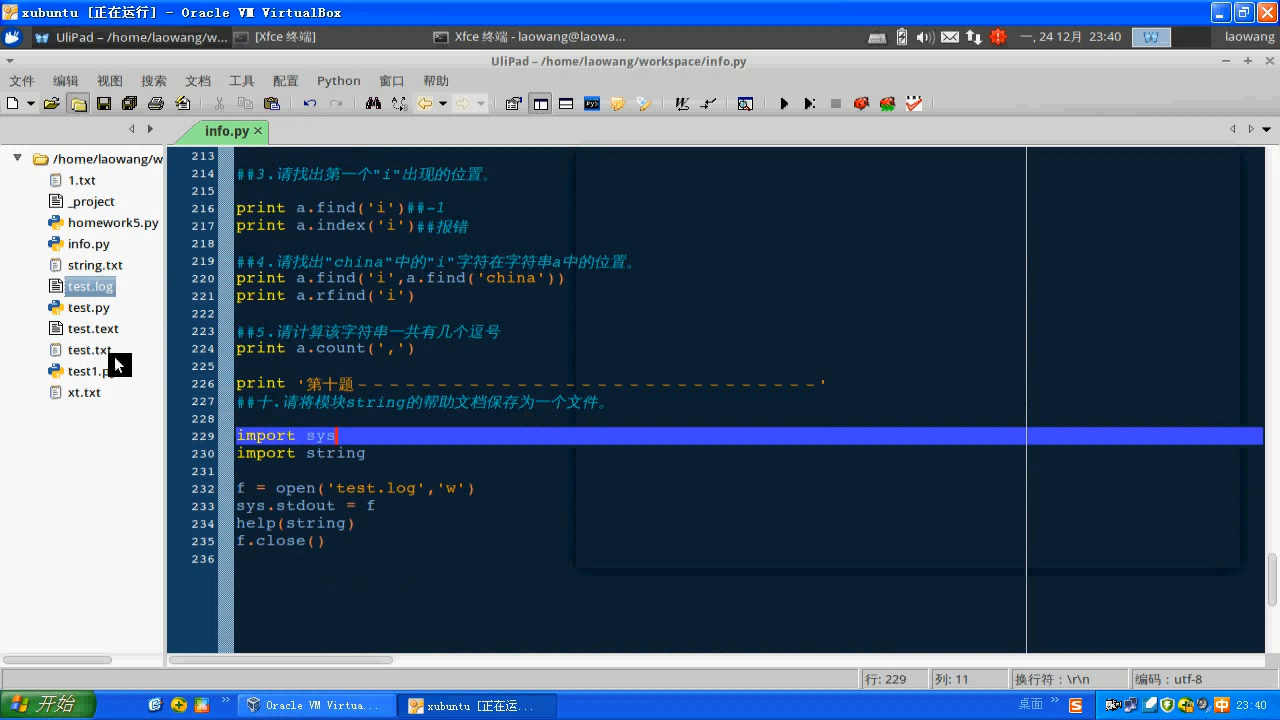 xubuntu [正在运行] - Oracle VM VirtualBox
UliPad – /home/laowang/w... [Xfce 终端] Xfce 终端 - laowang@laowa... 一, 24 12月 23:40 laowang
UliPad – /home/laowang/workspace/info.py
文件 编辑 视图 搜索 文档 工具 配置 Python 窗口 帮助
info.py
/home/laowang/w
1.txt
_project
homework5.py
info.py
string.txt
test.log
test.py
test.text
test.txt
test1.p
xt.txt
213
214 ##3.请找出第一个"i"出现的位置。
215
216 print a.find('i')##-1
217 print a.index('i')##报错
218
219 ##4.请找出"china"中的"i"字符在字符串a中的位置。
220 print a.find('i',a.find('china'))
221 print a.rfind('i')
222
223 ##5.请计算该字符串一共有几个逗号
224 print a.count(',')
225
226 print '第十题－－－－－－－－－－－－－－－－－－－－－－－－－－－－－'
227 ##十.请将模块string的帮助文档保存为一个文件。
228
229 import sys
230 import string
231
232 f = open('test.log','w')
233 sys.stdout = f
234 help(string)
235 f.close()
236
行: 229 列: 11 换行符：\r\n 编码：utf-8
开始 Oracle VM Virtua... xubuntu [正在运... 桌面 中 23:40